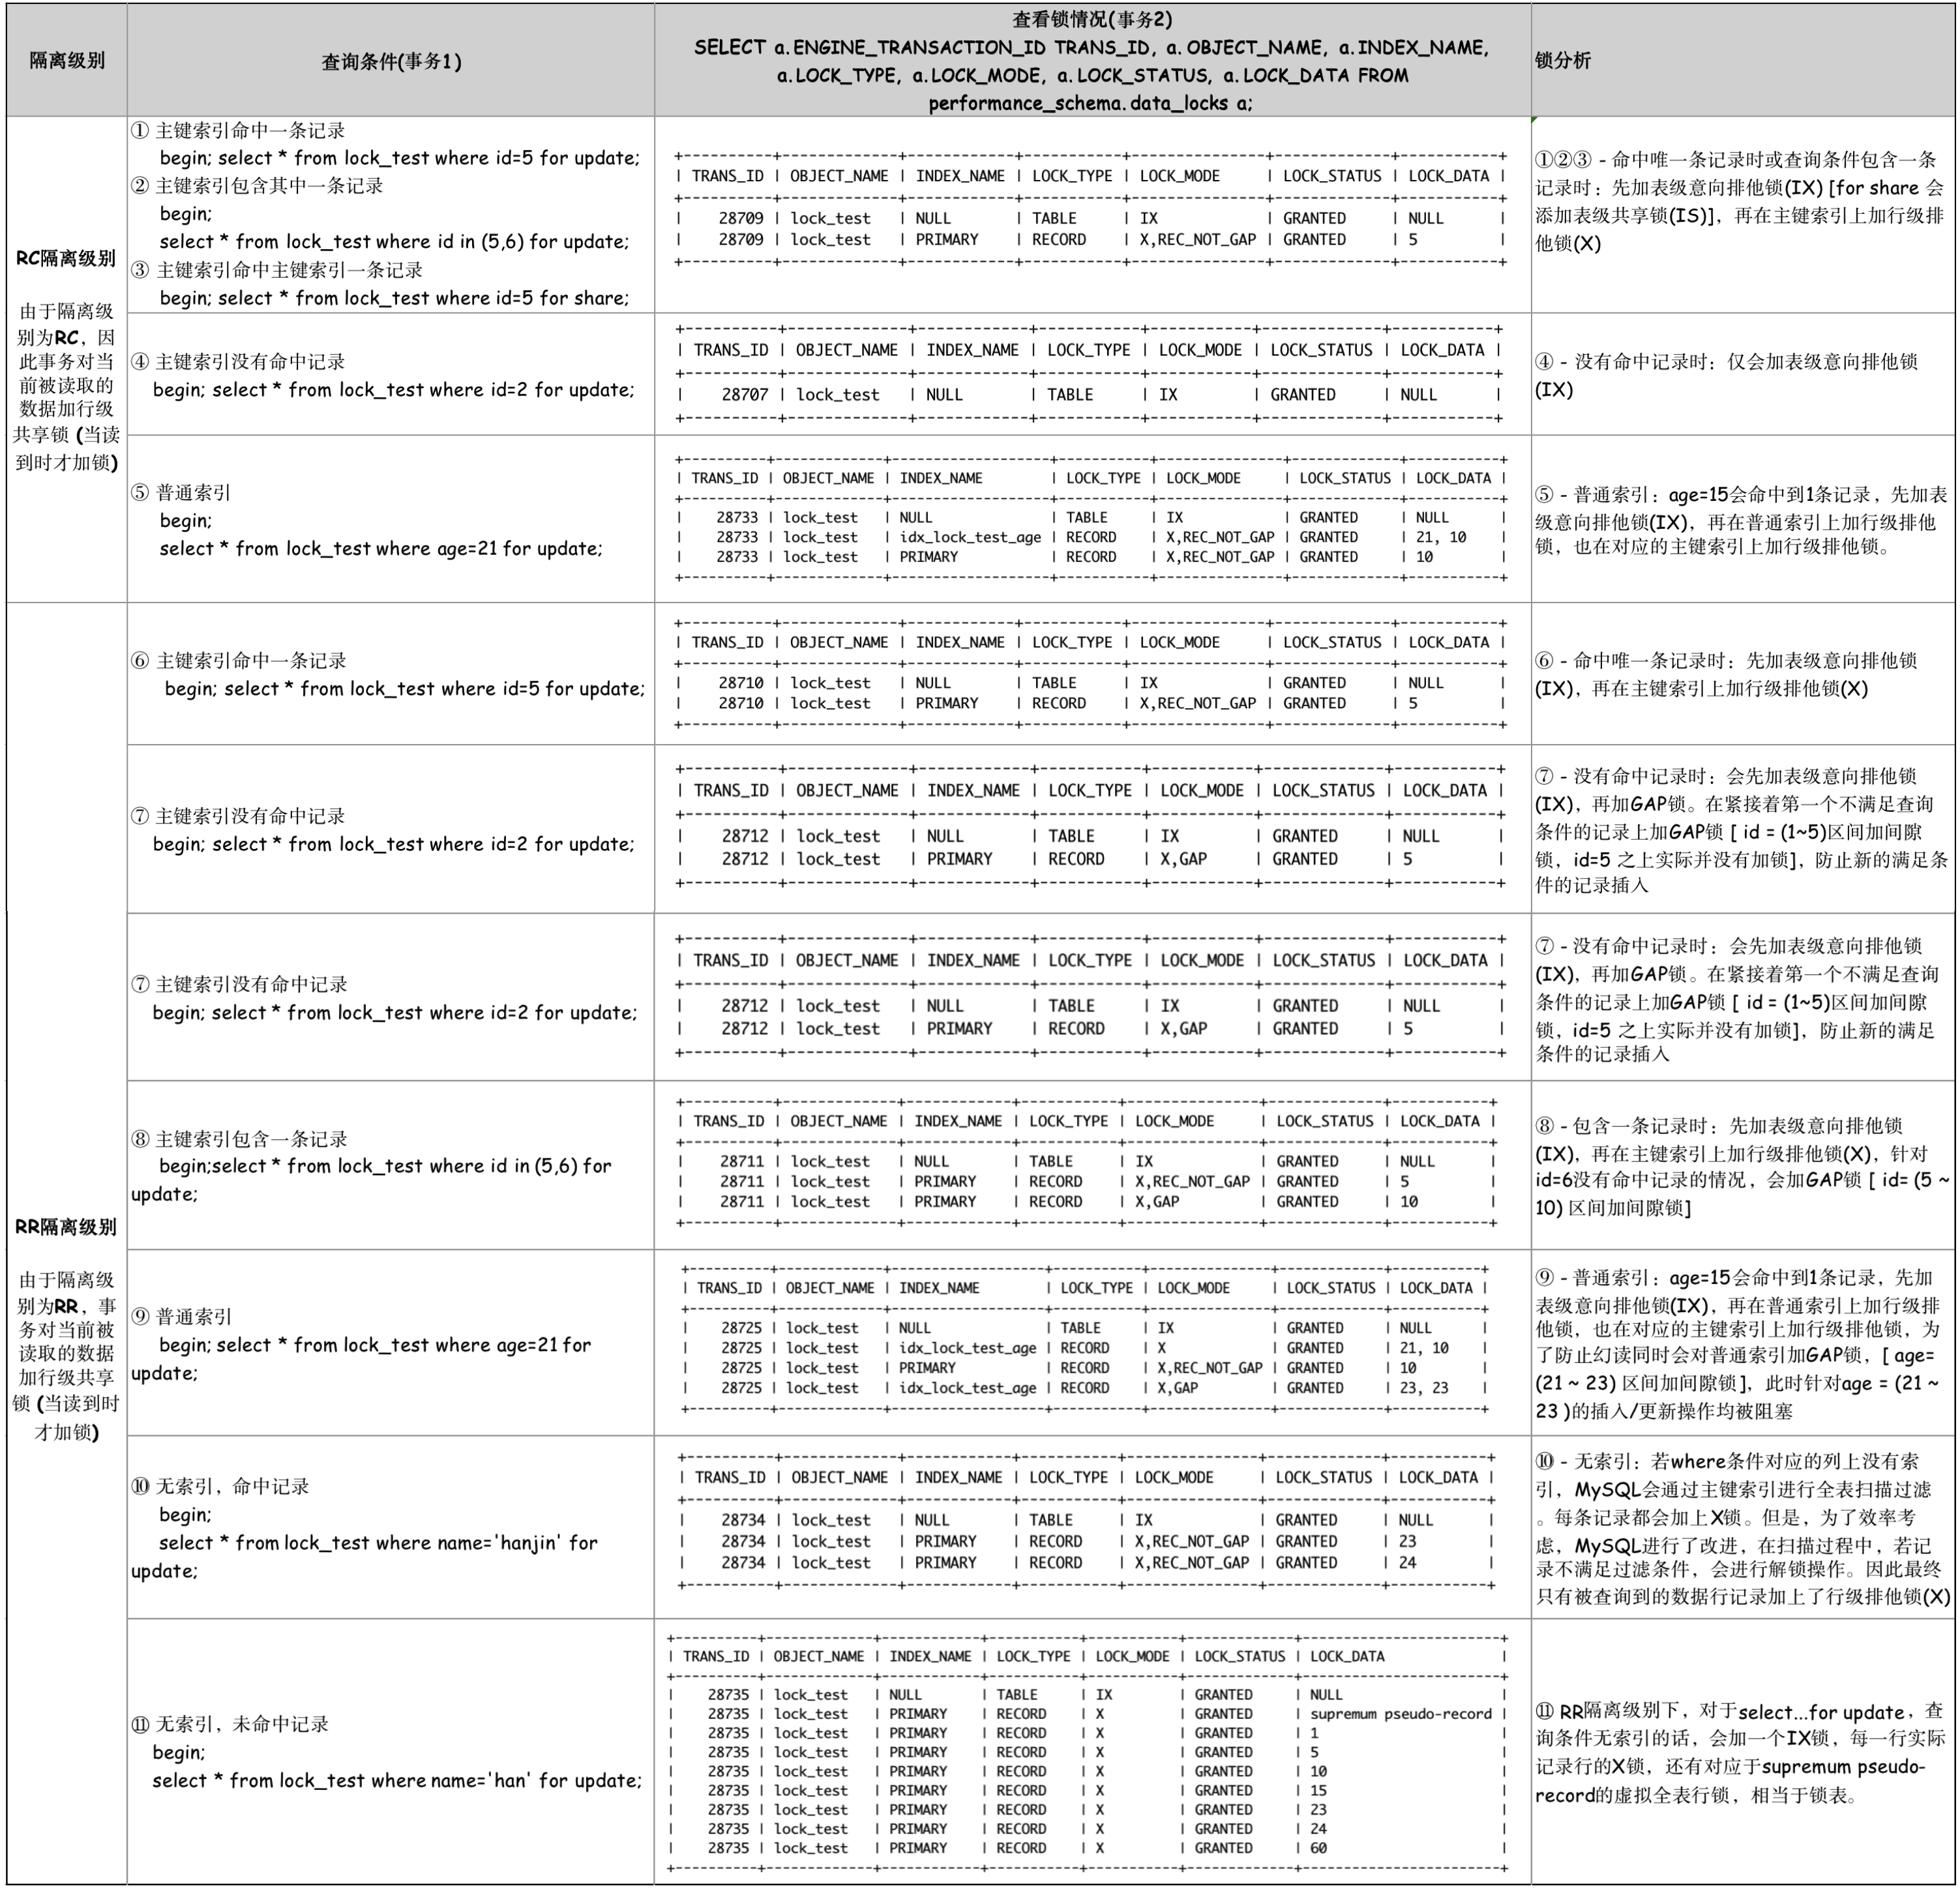 隔离级别
查询条件(事务1)
查看锁情况(事务2)
SELECT a.ENGINE_TRANSACTION_ID TRANS_ID, a.OBJECT_NAME, a.INDEX_NAME,
a.LOCK_TYPE, a.LOCK_MODE, a.LOCK_STATUS, a.LOCK_DATA FROM
performance_schema.data_locks a;
锁分析
RC隔离级别
由于隔离级
别为RC，因
此事务对当
前被读取的
数据加行级
共享锁 (当读
到时才加锁)
① 主键索引命中一条记录
begin; select * from lock_test where id=5 for update;
② 主键索引包含其中一条记录
begin;
select * from lock_test where id in (5,6) for update;
③ 主键索引命中主键索引一条记录
begin; select * from lock_test where id=5 for share;
+----------+-------------+------------+-----------+---------------+-------------+-----------+
| TRANS_ID | OBJECT_NAME | INDEX_NAME | LOCK_TYPE | LOCK_MODE | LOCK_STATUS | LOCK_DATA |
+----------+-------------+------------+-----------+---------------+-------------+-----------+
| 28709 | lock_test | NULL | TABLE | IX | GRANTED | NULL |
| 28709 | lock_test | PRIMARY | RECORD | X,REC_NOT_GAP | GRANTED | 5 |
+----------+-------------+------------+-----------+---------------+-------------+-----------+
①②③ - 命中唯一条记录时或查询条件包含一条
记录时：先加表级意向排他锁(IX) [for share 会
添加表级共享锁(IS)]，再在主键索引上加行级排
他锁(X)
④ 主键索引没有命中记录
begin; select * from lock_test where id=2 for update;
+----------+-------------+------------+-----------+-----------+-------------+-----------+
| TRANS_ID | OBJECT_NAME | INDEX_NAME | LOCK_TYPE | LOCK_MODE | LOCK_STATUS | LOCK_DATA |
+----------+-------------+------------+-----------+-----------+-------------+-----------+
| 28707 | lock_test | NULL | TABLE | IX | GRANTED | NULL |
+----------+-------------+------------+-----------+-----------+-------------+-----------+
④ - 没有命中记录时：仅会加表级意向排他锁
(IX)
⑤ 普通索引
begin;
select * from lock_test where age=21 for update;
+----------+-------------+-------------------+-----------+---------------+-------------+-----------+
| TRANS_ID | OBJECT_NAME | INDEX_NAME | LOCK_TYPE | LOCK_MODE | LOCK_STATUS | LOCK_DATA |
+----------+-------------+-------------------+-----------+---------------+-------------+-----------+
| 28733 | lock_test | NULL | TABLE | IX | GRANTED | NULL |
| 28733 | lock_test | idx_lock_test_age | RECORD | X,REC_NOT_GAP | GRANTED | 21, 10 |
| 28733 | lock_test | PRIMARY | RECORD | X,REC_NOT_GAP | GRANTED | 10 |
+----------+-------------+-------------------+-----------+---------------+-------------+-----------+
⑤ - 普通索引：age=15会命中到1条记录，先加表
级意向排他锁(IX)，再在普通索引上加行级排他
锁，也在对应的主键索引上加行级排他锁。
RR隔离级别
由于隔离级
别为RR，事
务对当前被
读取的数据
加行级共享
锁 (当读到时
才加锁)
⑥ 主键索引命中一条记录
begin; select * from lock_test where id=5 for update;
+----------+-------------+------------+-----------+---------------+-------------+-----------+
| TRANS_ID | OBJECT_NAME | INDEX_NAME | LOCK_TYPE | LOCK_MODE | LOCK_STATUS | LOCK_DATA |
+----------+-------------+------------+-----------+---------------+-------------+-----------+
| 28710 | lock_test | NULL | TABLE | IX | GRANTED | NULL |
| 28710 | lock_test | PRIMARY | RECORD | X,REC_NOT_GAP | GRANTED | 5 |
+----------+-------------+------------+-----------+---------------+-------------+-----------+
⑥ - 命中唯一条记录时：先加表级意向排他锁
(IX)，再在主键索引上加行级排他锁(X)
⑦ 主键索引没有命中记录
begin; select * from lock_test where id=2 for update;
+----------+-------------+------------+-----------+-----------+-------------+-----------+
| TRANS_ID | OBJECT_NAME | INDEX_NAME | LOCK_TYPE | LOCK_MODE | LOCK_STATUS | LOCK_DATA |
+----------+-------------+------------+-----------+-----------+-------------+-----------+
| 28712 | lock_test | NULL | TABLE | IX | GRANTED | NULL |
| 28712 | lock_test | PRIMARY | RECORD | X,GAP | GRANTED | 5 |
+----------+-------------+------------+-----------+-----------+-------------+-----------+
⑦ - 没有命中记录时：会先加表级意向排他锁
(IX)，再加GAP锁。在紧接着第一个不满足查询
条件的记录上加GAP锁 [ id = (1~5)区间加间隙
锁，id=5 之上实际并没有加锁]，防止新的满足条
件的记录插入
⑦ 主键索引没有命中记录
begin; select * from lock_test where id=2 for update;
+----------+-------------+------------+-----------+-----------+-------------+-----------+
| TRANS_ID | OBJECT_NAME | INDEX_NAME | LOCK_TYPE | LOCK_MODE | LOCK_STATUS | LOCK_DATA |
+----------+-------------+------------+-----------+-----------+-------------+-----------+
| 28712 | lock_test | NULL | TABLE | IX | GRANTED | NULL |
| 28712 | lock_test | PRIMARY | RECORD | X,GAP | GRANTED | 5 |
+----------+-------------+------------+-----------+-----------+-------------+-----------+
⑦ - 没有命中记录时：会先加表级意向排他锁
(IX)，再加GAP锁。在紧接着第一个不满足查询
条件的记录上加GAP锁 [ id = (1~5)区间加间隙
锁，id=5 之上实际并没有加锁]，防止新的满足
条件的记录插入
⑧ 主键索引包含一条记录
begin;select * from lock_test where id in (5,6) for
update;
+----------+-------------+------------+-----------+---------------+-------------+-----------+
| TRANS_ID | OBJECT_NAME | INDEX_NAME | LOCK_TYPE | LOCK_MODE | LOCK_STATUS | LOCK_DATA |
+----------+-------------+------------+-----------+---------------+-------------+-----------+
| 28711 | lock_test | NULL | TABLE | IX | GRANTED | NULL |
| 28711 | lock_test | PRIMARY | RECORD | X,REC_NOT_GAP | GRANTED | 5 |
| 28711 | lock_test | PRIMARY | RECORD | X,GAP | GRANTED | 10 |
+----------+-------------+------------+-----------+---------------+-------------+-----------+
⑧ - 包含一条记录时：先加表级意向排他锁
(IX)，再在主键索引上加行级排他锁(X)，针对
id=6没有命中记录的情况，会加GAP锁 [ id= (5 ~
10) 区间加间隙锁]
⑨ 普通索引
begin; select * from lock_test where age=21 for
update;
+----------+-------------+-------------------+-----------+---------------+-------------+-----------+
| TRANS_ID | OBJECT_NAME | INDEX_NAME | LOCK_TYPE | LOCK_MODE | LOCK_STATUS | LOCK_DATA |
+----------+-------------+-------------------+-----------+---------------+-------------+-----------+
| 28725 | lock_test | NULL | TABLE | IX | GRANTED | NULL |
| 28725 | lock_test | idx_lock_test_age | RECORD | X | GRANTED | 21, 10 |
| 28725 | lock_test | PRIMARY | RECORD | X,REC_NOT_GAP | GRANTED | 10 |
| 28725 | lock_test | idx_lock_test_age | RECORD | X,GAP | GRANTED | 23, 23 |
+----------+-------------+-------------------+-----------+---------------+-------------+-----------+
⑨ - 普通索引：age=15会命中到1条记录，先加
表级意向排他锁(IX)，再在普通索引上加行级排
他锁，也在对应的主键索引上加行级排他锁，为
了防止幻读同时会对普通索引加GAP锁，[ age=
(21 ~ 23) 区间加间隙锁]，此时针对age = (21 ~
23 )的插入/更新操作均被阻塞
⑩ 无索引，命中记录
begin;
select * from lock_test where name='hanjin' for
update;
+----------+-------------+------------+-----------+---------------+-------------+-----------+
| TRANS_ID | OBJECT_NAME | INDEX_NAME | LOCK_TYPE | LOCK_MODE | LOCK_STATUS | LOCK_DATA |
+----------+-------------+------------+-----------+---------------+-------------+-----------+
| 28734 | lock_test | NULL | TABLE | IX | GRANTED | NULL |
| 28734 | lock_test | PRIMARY | RECORD | X,REC_NOT_GAP | GRANTED | 23 |
| 28734 | lock_test | PRIMARY | RECORD | X,REC_NOT_GAP | GRANTED | 24 |
+----------+-------------+------------+-----------+---------------+-------------+-----------+
⑩ - 无索引：若where条件对应的列上没有索
引，MySQL会通过主键索引进行全表扫描过滤
。每条记录都会加上X锁。但是，为了效率考
虑，MySQL进行了改进，在扫描过程中，若记
录不满足过滤条件，会进行解锁操作。因此最终
只有被查询到的数据行记录加上了行级排他锁(X)
⑪ 无索引，未命中记录
begin;
select * from lock_test where name='han' for update;
+----------+-------------+------------+-----------+-----------+-------------+------------------------+
| TRANS_ID | OBJECT_NAME | INDEX_NAME | LOCK_TYPE | LOCK_MODE | LOCK_STATUS | LOCK_DATA |
+----------+-------------+------------+-----------+-----------+-------------+------------------------+
| 28735 | lock_test | NULL | TABLE | IX | GRANTED | NULL |
| 28735 | lock_test | PRIMARY | RECORD | X | GRANTED | supremum pseudo-record |
| 28735 | lock_test | PRIMARY | RECORD | X | GRANTED | 1 |
| 28735 | lock_test | PRIMARY | RECORD | X | GRANTED | 5 |
| 28735 | lock_test | PRIMARY | RECORD | X | GRANTED | 10 |
| 28735 | lock_test | PRIMARY | RECORD | X | GRANTED | 15 |
| 28735 | lock_test | PRIMARY | RECORD | X | GRANTED | 23 |
| 28735 | lock_test | PRIMARY | RECORD | X | GRANTED | 24 |
| 28735 | lock_test | PRIMARY | RECORD | X | GRANTED | 60 |
+----------+-------------+------------+-----------+-----------+-------------+------------------------+
⑪ RR隔离级别下，对于select...for update，查
询条件无索引的话，会加一个IX锁，每一行实际
记录行的X锁，还有对应于supremum pseudo-
record的虚拟全表行锁，相当于锁表。